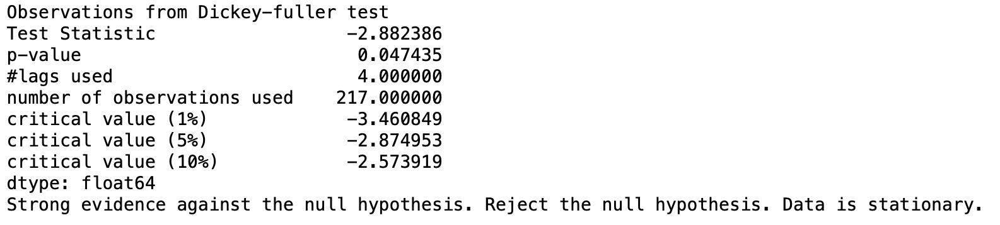 Observations from Dickey-fuller test
Test Statistic -2.882386
p-value 0.047435
#lags used 4.000000
number of observations used 217.000000
critical value (1%) -3.460849
critical value (5%) -2.874953
critical value (10%) -2.573919
dtype: float64
Strong evidence against the null hypothesis. Reject the null hypothesis. Data is stationary.